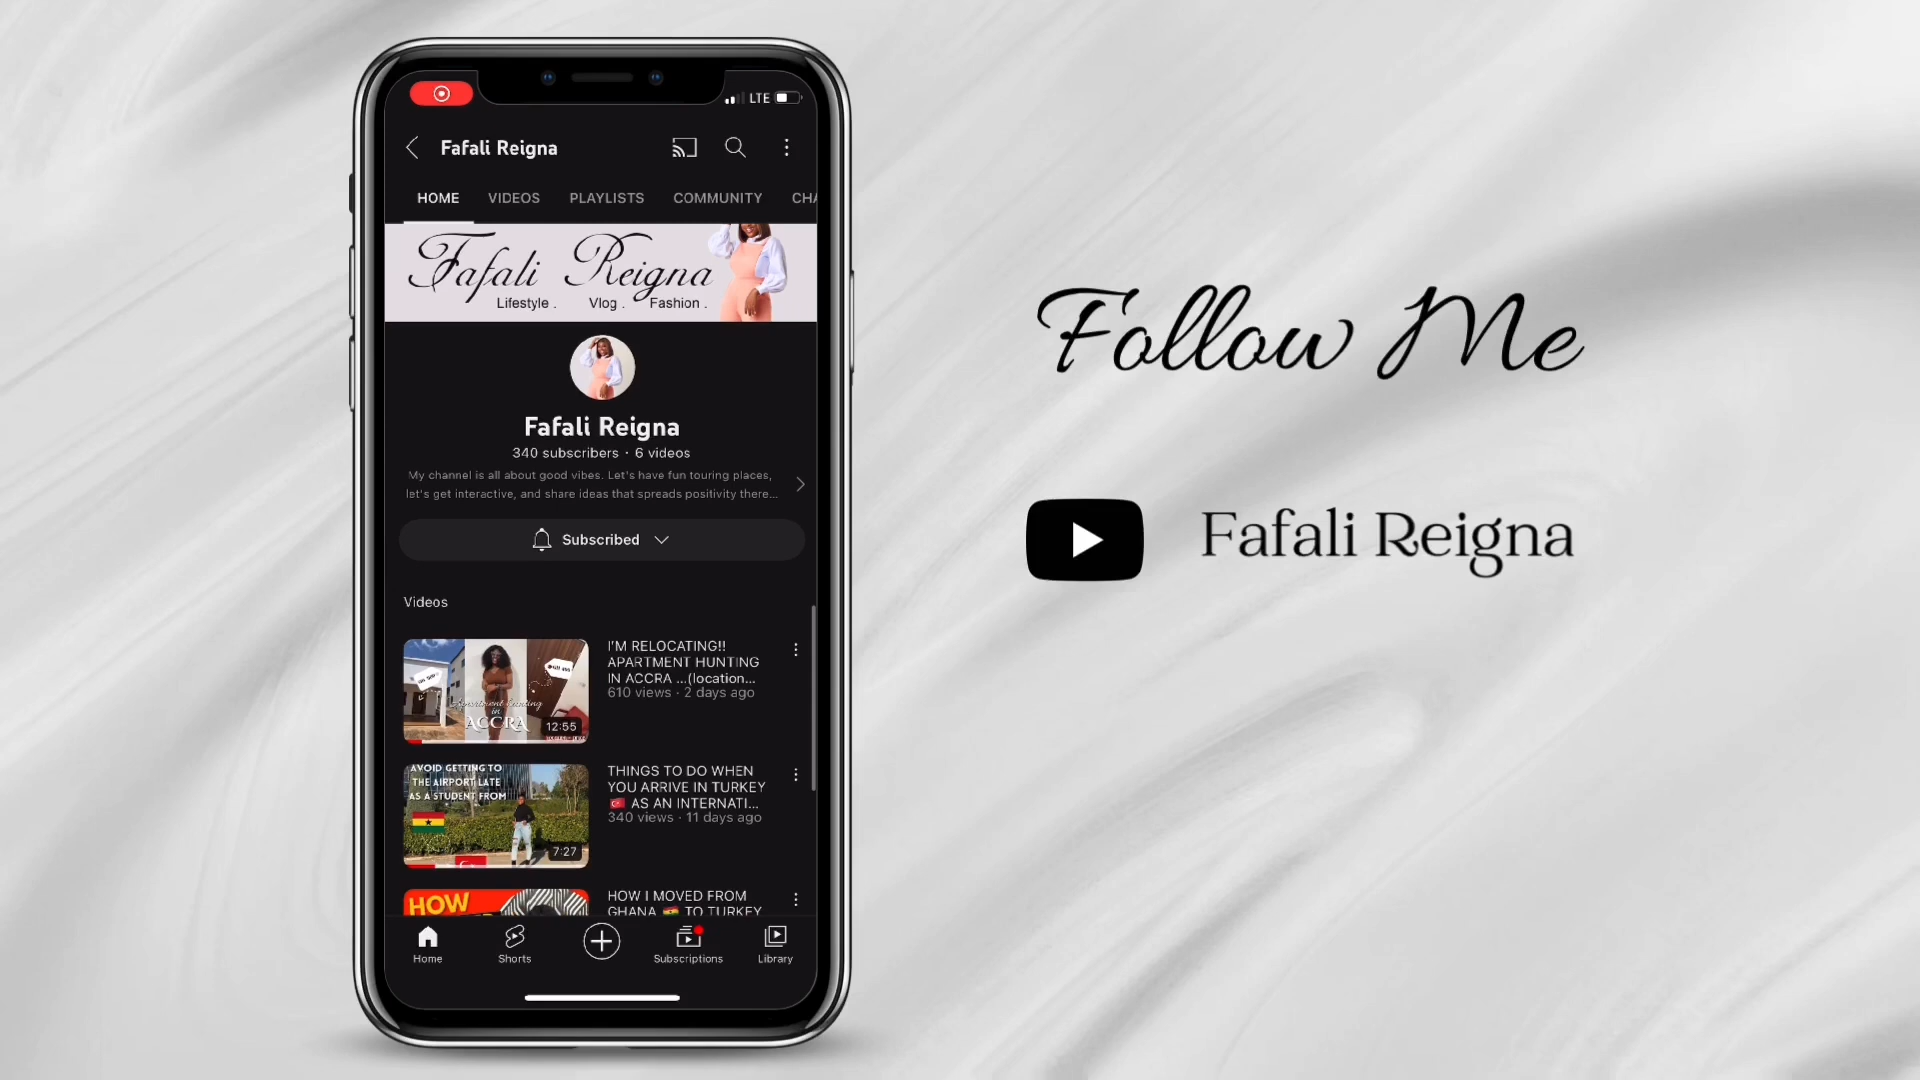 LTE
Fafali Reigna
HOME VIDEOS PLAYLISTS COMMUNITY CHA
Fafali Reigna
Lifestyle . Vlog . Fashion .
Fafali Reigna
340 subscribers · 6 videos
My channel is all about good vibes. Let's have fun touring places,
let's get interactive, and share ideas that spreads positivity there...
Subscribed
Videos
Apartment hunting
in
ACCRA
12:55
I'M RELOCATING!!
APARTMENT HUNTING
IN ACCRA ...(location...
610 views · 2 days ago
AVOID GETTING TO
THE AIRPORT LATE
AS A STUDENT FROM
7:27
THINGS TO DO WHEN
YOU ARRIVE IN TURKEY
🇹🇷 AS AN INTERNATI...
340 views · 11 days ago
HOW
HOW I MOVED FROM
GHANA 🇬🇭 TO TURKEY
Home Shorts Subscriptions Library
Follow Me
Fafali Reigna